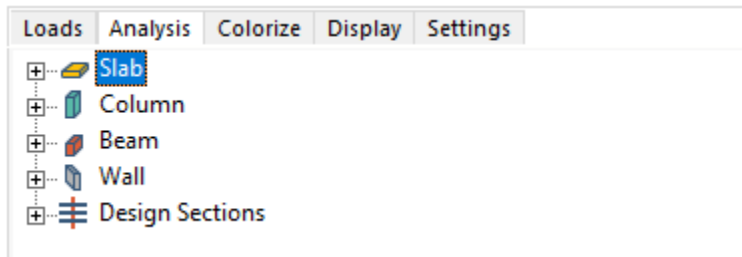 Loads Analysis Colorize Display Settings
Slab
Column
Beam
Wall
Design Sections